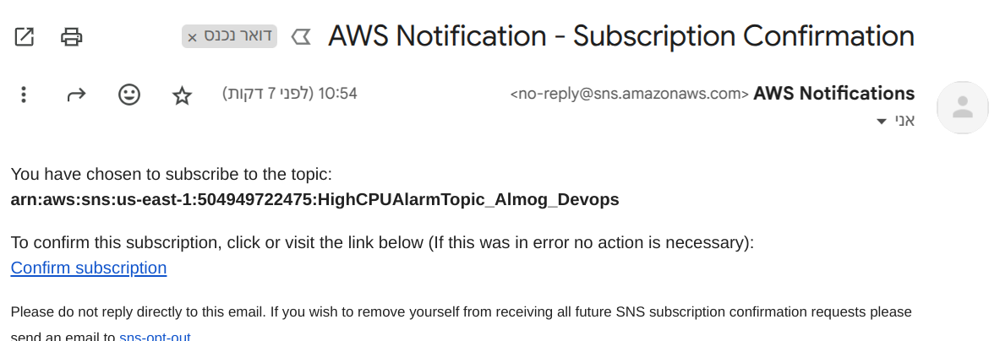 AWS Notification - Subscription Confirmation
דואר נכנס ×
AWS Notifications <no-reply@sns.amazonaws.com>
10:54 (לפני 7 דקות)
אני
You have chosen to subscribe to the topic:
arn:aws:sns:us-east-1:504949722475:HighCPUAlarmTopic_Almog_Devops
To confirm this subscription, click or visit the link below (If this was in error no action is necessary):
Confirm subscription
Please do not reply directly to this email. If you wish to remove yourself from receiving all future SNS subscription confirmation requests please
send an email to sns-opt-out